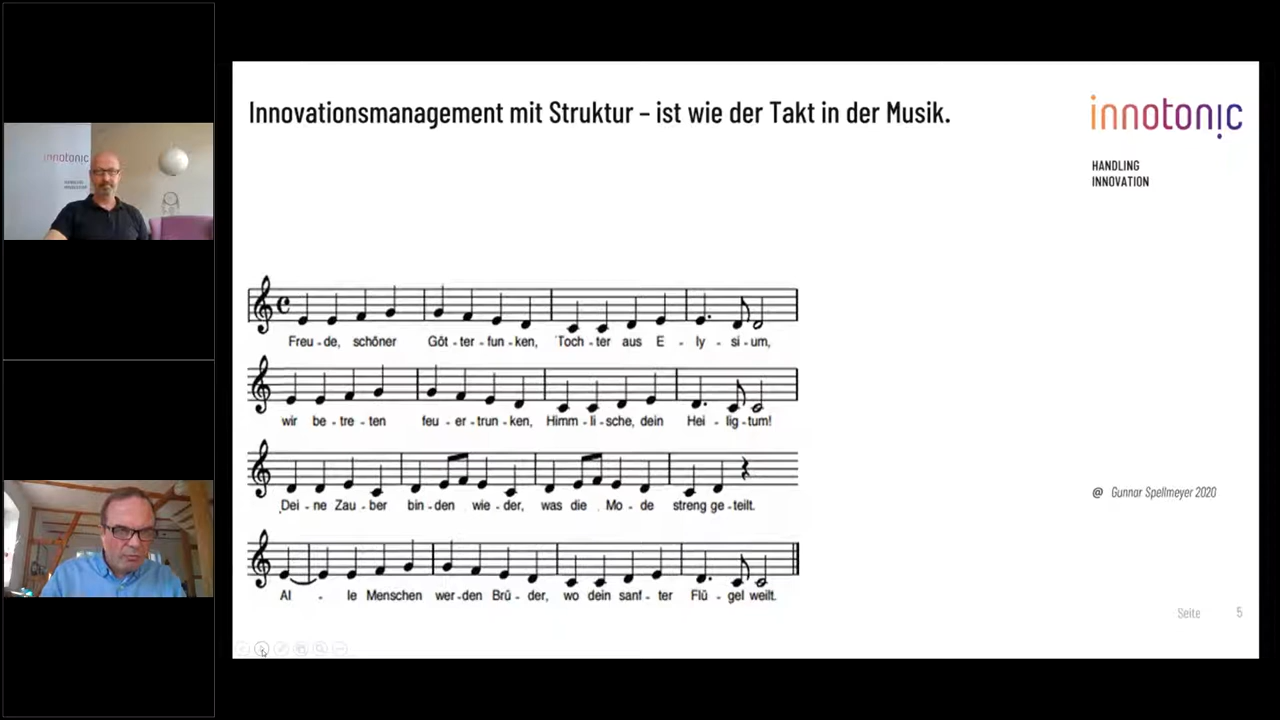 Innovationsmanagement mit Struktur – ist wie der Takt in der Musik.
innotonic
HANDLING
INNOVATION
innotonic
Freu - de, schöner Göt - ter - fun - ken, Toch - ter aus E - ly - si - um,
wir be - tre - ten feu - er - trun - ken, Himm - li - sche, dein Hei - lig - tum!
Dei - ne Zau - ber bin - den wie - der, was die Mo - de streng ge - teilt.
Al - le Menschen wer - den Brü - der, wo dein sanf - ter Flü - gel weilt.
@ Gunnar Spellmeyer 2020
Seite 5